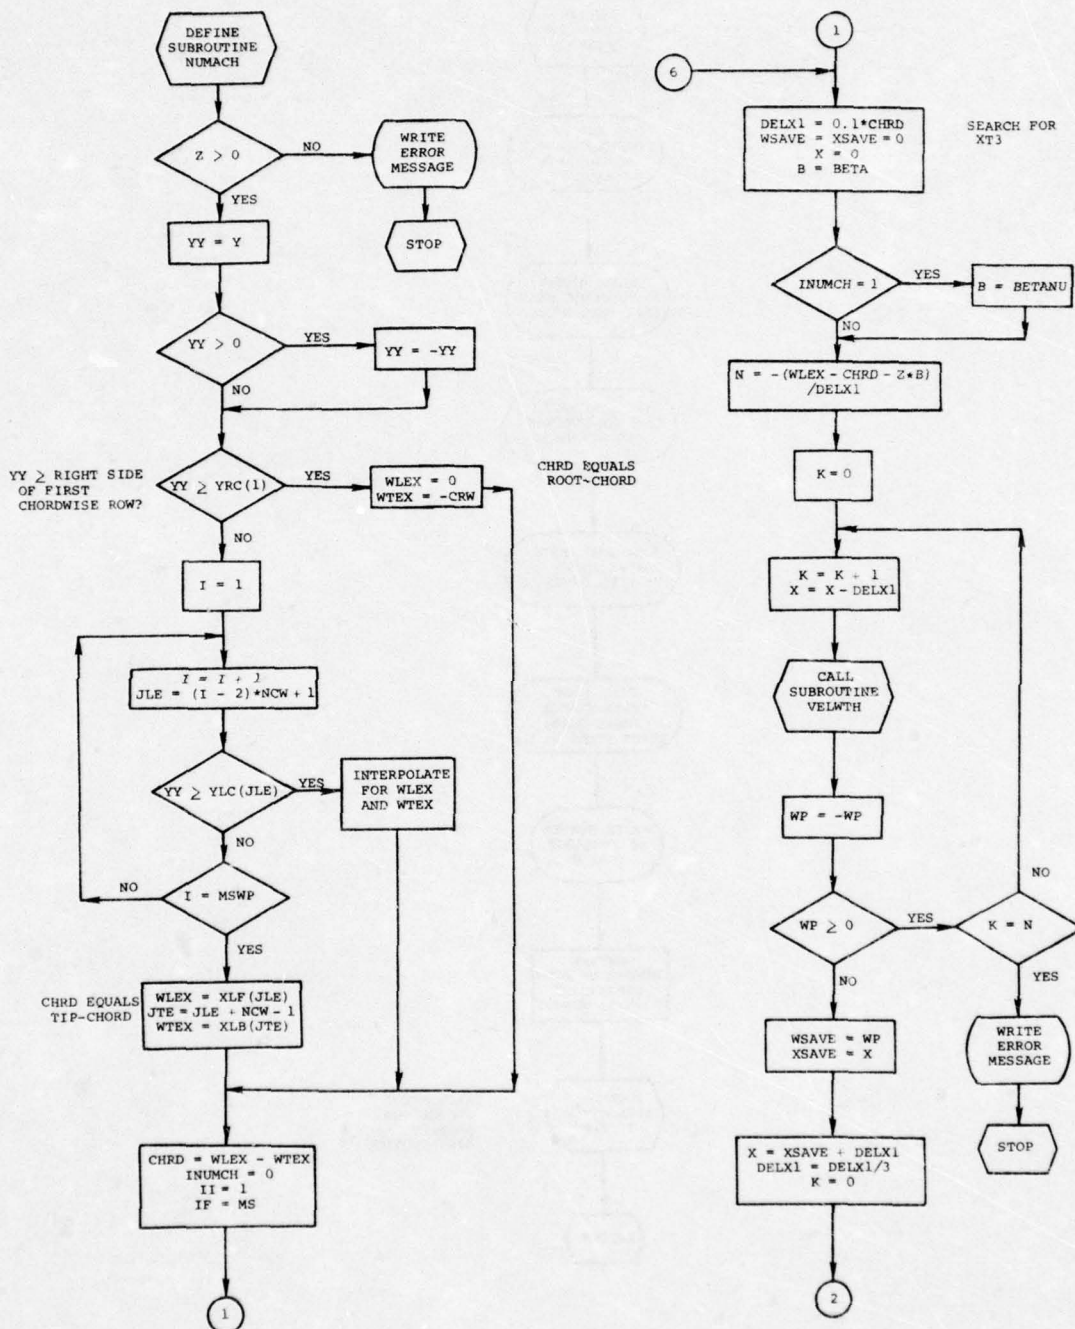 DEFINE
SUBROUTINE
NUMACH
Z > 0
NO
WRITE
ERROR
MESSAGE
YES
STOP
YY = Y
YY > 0
YES
YY = -YY
NO
YY ≥ RIGHT SIDE
OF FIRST
CHORDWISE ROW?
YY ≥ YRC(1)
YES
WLEX = 0
WTEX = -CRW
CHRD EQUALS
ROOT-CHORD
NO
I = 1
I = I + 1
JLE = (I - 2)*NCW + 1
YY ≥ YLC(JLE)
YES
INTERPOLATE
FOR WLEX
AND WTEX
NO
I = MSWP
NO
YES
CHRD EQUALS
TIP-CHORD
WLEX = XLF(JLE)
JTE = JLE + NCW - 1
WTEX = XLB(JTE)
CHRD = WLEX - WTEX
INUMCH = 0
II = 1
IF = MS
1
1
6
DELX1 = 0.1*CHRD
WSAVE = XSAVE = 0
X = 0
B = BETA
SEARCH FOR
XT3
INUMCH = 1
YES
B = BETANU
NO
N = -(WLEX - CHRD - Z*B)
/DELX1
K = 0
K = K + 1
X = X - DELX1
CALL
SUBROUTINE
VELWTH
WP = -WP
WP ≥ 0
YES
K = N
NO
NO
YES
WSAVE = WP
XSAVE = X
WRITE
ERROR
MESSAGE
STOP
X = XSAVE + DELX1
DELX1 = DELX1/3
K = 0
2